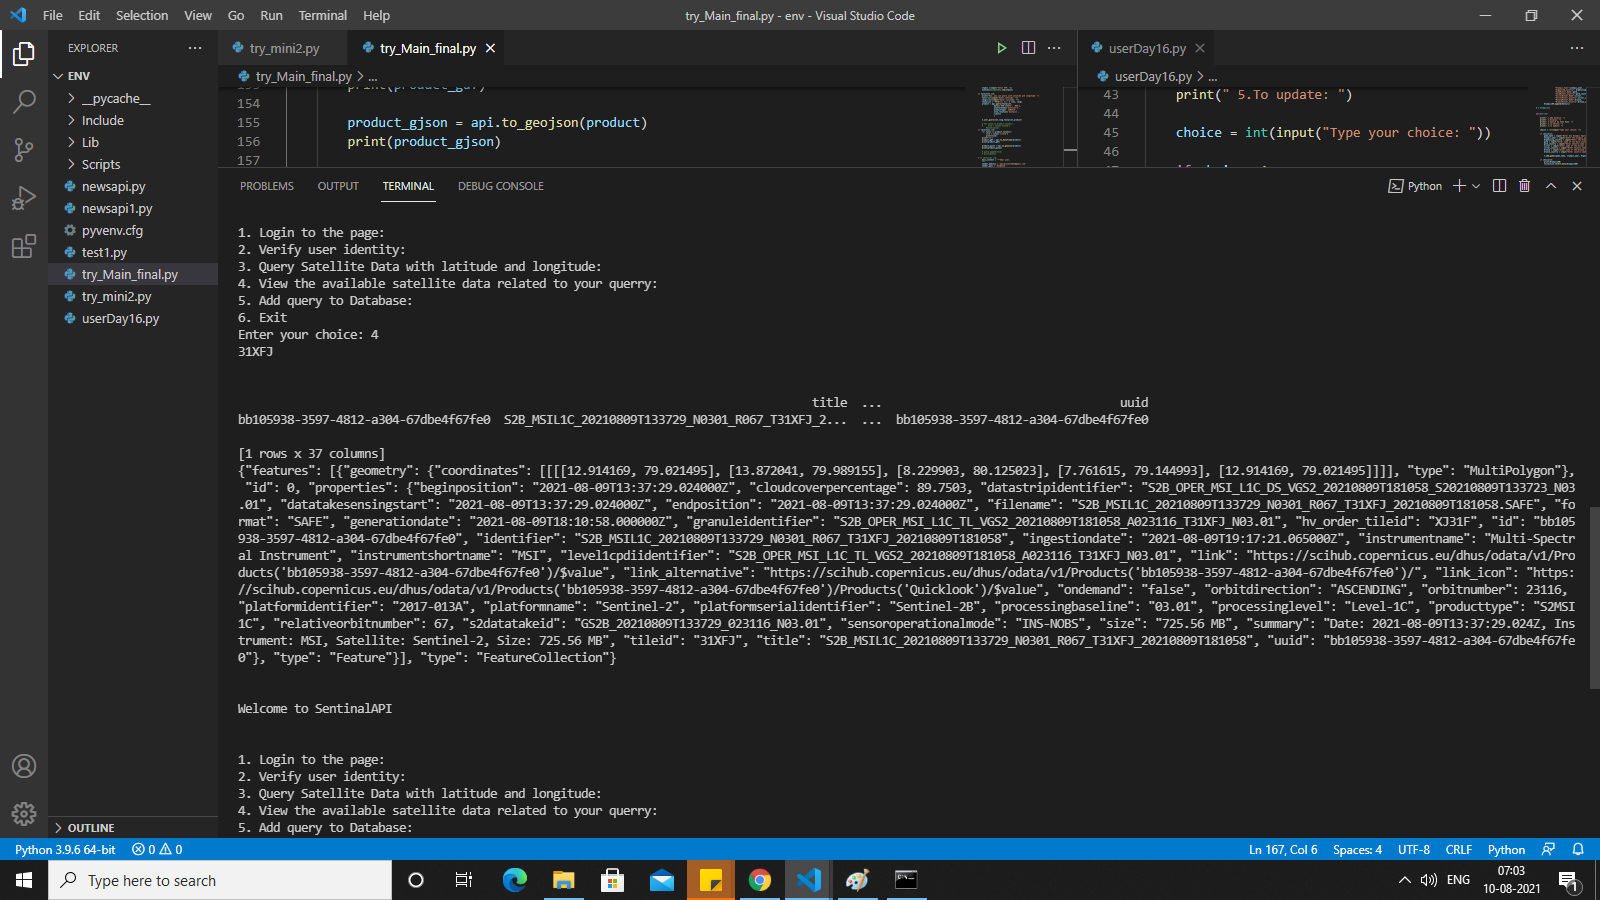 File Edit Selection View Go Run Terminal Help
try_Main_final.py - env - Visual Studio Code
EXPLORER
ENV
__pycache__
Include
Lib
Scripts
newsapi.py
newsapi1.py
pyvenv.cfg
test1.py
try_Main_final.py
try_mini2.py
userDay16.py
OUTLINE
try_mini2.py
try_Main_final.py
try_Main_final.py > ...
154
155 product_gjson = api.to_geojson(product)
156 print(product_gjson)
157
userDay16.py
userDay16.py > ...
43 print(" 5.To update: ")
44
45 choice = int(input("Type your choice: "))
46
PROBLEMS OUTPUT TERMINAL DEBUG CONSOLE
Python
1. Login to the page:
2. Verify user identity:
3. Query Satellite Data with latitude and longitude:
4. View the available satellite data related to your querry:
5. Add query to Database:
6. Exit
Enter your choice: 4
31XFJ
title ... uuid
bb105938-3597-4812-a304-67dbe4f67fe0 S2B_MSIL1C_20210809T133729_N0301_R067_T31XFJ_2... ... bb105938-3597-4812-a304-67dbe4f67fe0
[1 rows x 37 columns]
{"features": [{"geometry": {"coordinates": [[[[12.914169, 79.021495], [13.872041, 79.989155], [8.229903, 80.125023], [7.761615, 79.144993], [12.914169, 79.021495]]]], "type": "MultiPolygon"},
"id": 0, "properties": {"beginposition": "2021-08-09T13:37:29.024000Z", "cloudcoverpercentage": 89.7503, "datastripidentifier": "S2B_OPER_MSI_L1C_DS_VGS2_20210809T181058_S20210809T133723_N03
.01", "datatakesensingstart": "2021-08-09T13:37:29.024000Z", "endposition": "2021-08-09T13:37:29.024000Z", "filename": "S2B_MSIL1C_20210809T133729_N0301_R067_T31XFJ_20210809T181058.SAFE", "fo
rmat": "SAFE", "generationdate": "2021-08-09T18:10:58.000000Z", "granuleidentifier": "S2B_OPER_MSI_L1C_TL_VGS2_20210809T181058_A023116_T31XFJ_N03.01", "hv_order_tileid": "XJ31F", "id": "bb105
938-3597-4812-a304-67dbe4f67fe0", "identifier": "S2B_MSIL1C_20210809T133729_N0301_R067_T31XFJ_20210809T181058", "ingestiondate": "2021-08-09T19:17:21.065000Z", "instrumentname": "Multi-Spectr
al Instrument", "instrumentshortname": "MSI", "level1cpdiidentifier": "S2B_OPER_MSI_L1C_TL_VGS2_20210809T181058_A023116_T31XFJ_N03.01", "link": "https://scihub.copernicus.eu/dhus/odata/v1/Pro
ducts('bb105938-3597-4812-a304-67dbe4f67fe0')/$value", "link_alternative": "https://scihub.copernicus.eu/dhus/odata/v1/Products('bb105938-3597-4812-a304-67dbe4f67fe0')/", "link_icon": "https:
//scihub.copernicus.eu/dhus/odata/v1/Products('bb105938-3597-4812-a304-67dbe4f67fe0')/Products('Quicklook')/$value", "ondemand": "false", "orbitdirection": "ASCENDING", "orbitnumber": 23116,
"platformidentifier": "2017-013A", "platformname": "Sentinel-2", "platformserialidentifier": "Sentinel-2B", "processingbaseline": "03.01", "processinglevel": "Level-1C", "producttype": "S2MSI
1C", "relativeorbitnumber": 67, "s2datatakeid": "GS2B_20210809T133729_023116_N03.01", "sensoroperationalmode": "INS-NOBS", "size": "725.56 MB", "summary": "Date: 2021-08-09T13:37:29.024Z, Ins
trument: MSI, Satellite: Sentinel-2, Size: 725.56 MB", "tileid": "31XFJ", "title": "S2B_MSIL1C_20210809T133729_N0301_R067_T31XFJ_20210809T181058", "uuid": "bb105938-3597-4812-a304-67dbe4f67fe
0"}, "type": "Feature"}], "type": "FeatureCollection"}
Welcome to SentinalAPI
1. Login to the page:
2. Verify user identity:
3. Query Satellite Data with latitude and longitude:
4. View the available satellite data related to your querry:
5. Add query to Database:
Python 3.9.6 64-bit 0 0
Ln 167, Col 6 Spaces: 4 UTF-8 CRLF Python
Type here to search
ENG
07:03
10-08-2021
1